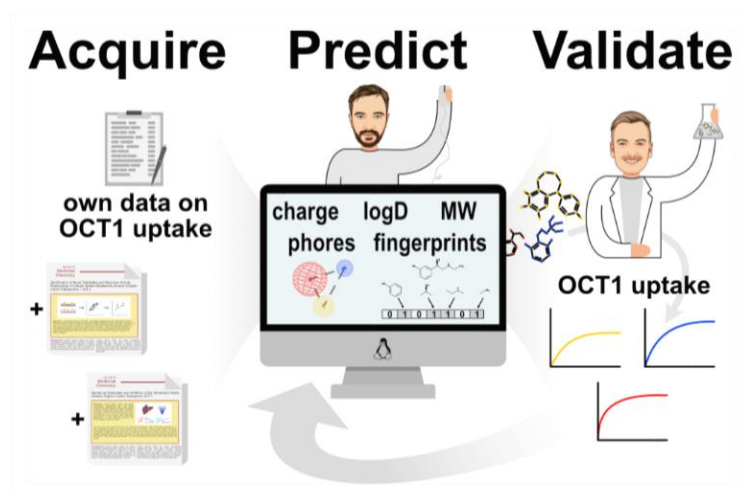 Acquire
Predict
Validate
own data on
OCT1 uptake
charge logD MW
phores fingerprints
0 1 0 1 1 0 1
OCT1 uptake
+
+